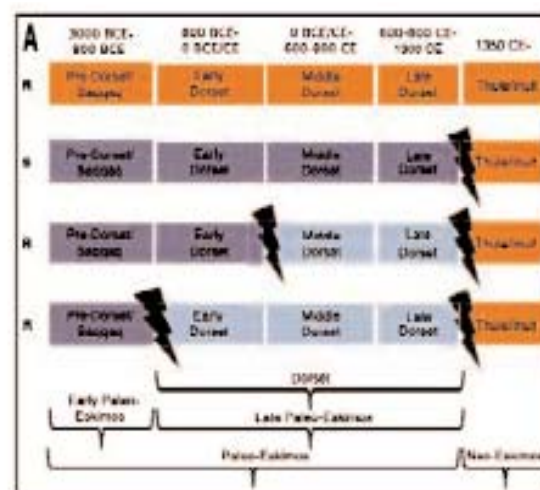 A
3000 BCE-
800 BCE
800 BCE-
0 BCE/CE
0 BCE/CE-
600-800 CE
600-800 CE-
1300 CE
1350 CE-
Pre-Dorset/
Saqqaq
Early
Dorset
Middle
Dorset
Late
Dorset
Thule/Inuit
Pre-Dorset/
Saqqaq
Early
Dorset
Middle
Dorset
Late
Dorset
Thule/Inuit
Pre-Dorset/
Saqqaq
Early
Dorset
Middle
Dorset
Late
Dorset
Thule/Inuit
Pre-Dorset/
Saqqaq
Early
Dorset
Middle
Dorset
Late
Dorset
Thule/Inuit
Dorset
Early Paleo-
Eskimos
Late Paleo-Eskimos
Paleo-Eskimos
Neo-Eskimos